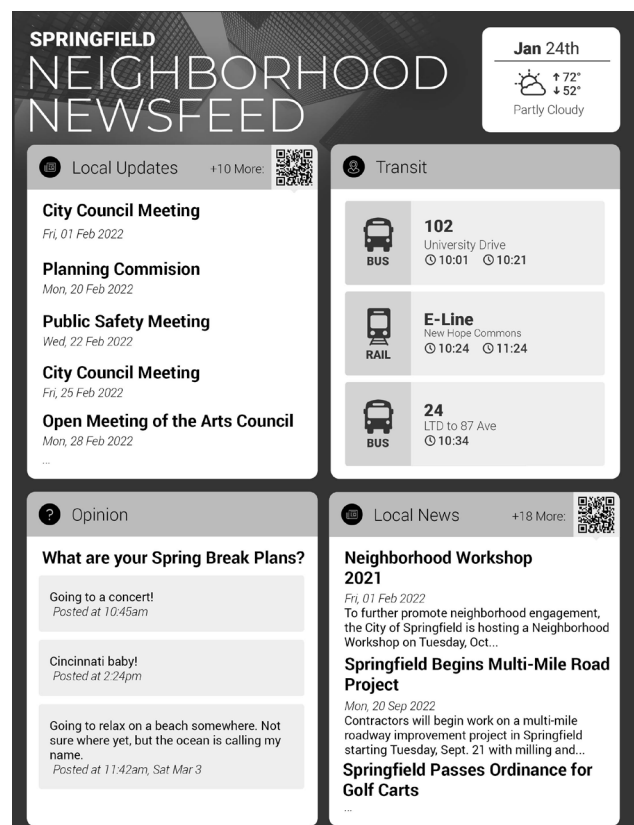 SPRINGFIELD
NEIGHBORHOOD
NEWSFEED
Jan 24th
↑ 72°
↓ 52°
Partly Cloudy
Local Updates +10 More:
City Council Meeting
Fri, 01 Feb 2022
Planning Commision
Mon, 20 Feb 2022
Public Safety Meeting
Wed, 22 Feb 2022
City Council Meeting
Fri, 25 Feb 2022
Open Meeting of the Arts Council
Mon, 28 Feb 2022
...
Transit
BUS
102
University Drive
10:01 10:21
RAIL
E-Line
New Hope Commons
10:24 11:24
BUS
24
LTD to 87 Ave
10:34
? Opinion
What are your Spring Break Plans?
Going to a concert!
Posted at 10:45am
Cincinnati baby!
Posted at 2:24pm
Going to relax on a beach somewhere. Not
sure where yet, but the ocean is calling my
name.
Posted at 11:42am, Sat Mar 3
Local News +18 More:
Neighborhood Workshop
2021
Fri, 01 Feb 2022
To further promote neighborhood engagement,
the City of Springfield is hosting a Neighborhood
Workshop on Tuesday, Oct...
Springfield Begins Multi-Mile Road
Project
Mon, 20 Sep 2022
Contractors will begin work on a multi-mile
roadway improvement project in Springfield
starting Tuesday, Sept. 21 with milling and...
Springfield Passes Ordinance for
Golf Carts
...